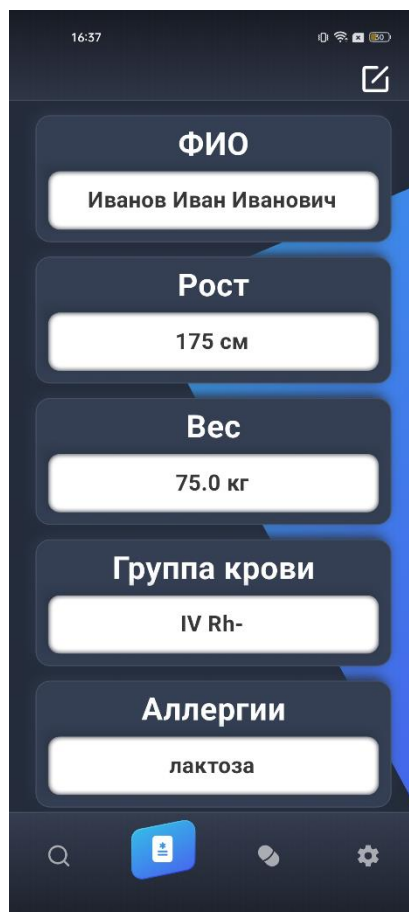 16:37
30
ФИО
Иванов Иван Иванович
Рост
175 см
Вес
75.0 кг
Группа крови
IV Rh-
Аллергии
лактоза